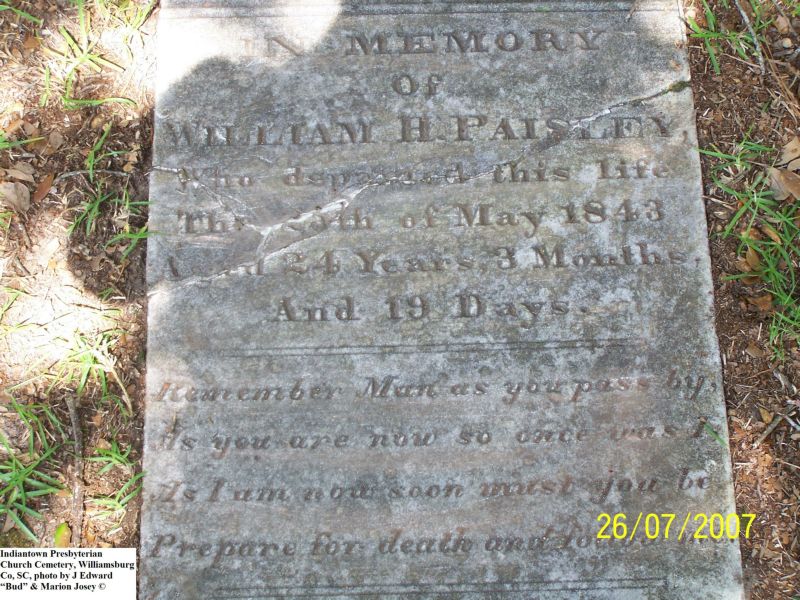 IN MEMORY
Of
WILLIAM H. PAISLEY,
Who departed this life
The th of May 1843
Aged 24 Years, 3 Months,
And 19 Days.
Remember Man as you pass by
As you are now so once was I
As I am now soon must you be
Prepare for death and
26/07/2007
Indiantown Presbyterian
Church Cemetery, Williamsburg
Co, SC, photo by J Edward
"Bud" & Marion Josey ©